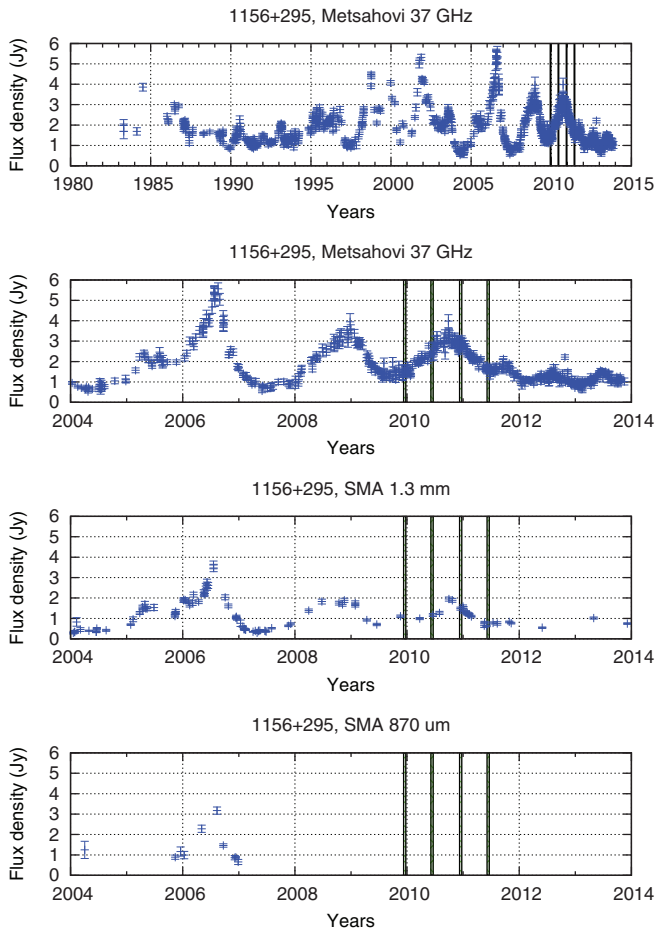 1156+295, Metsahovi 37 GHz
Flux density (Jy)
6
5
4
3
2
1
0
1980 1985 1990 1995 2000 2005 2010 2015
Years
1156+295, Metsahovi 37 GHz
Flux density (Jy)
6
5
4
3
2
1
0
2004 2006 2008 2010 2012 2014
Years
1156+295, SMA 1.3 mm
Flux density (Jy)
6
5
4
3
2
1
0
2004 2006 2008 2010 2012 2014
Years
1156+295, SMA 870 um
Flux density (Jy)
6
5
4
3
2
1
0
2004 2006 2008 2010 2012 2014
Years